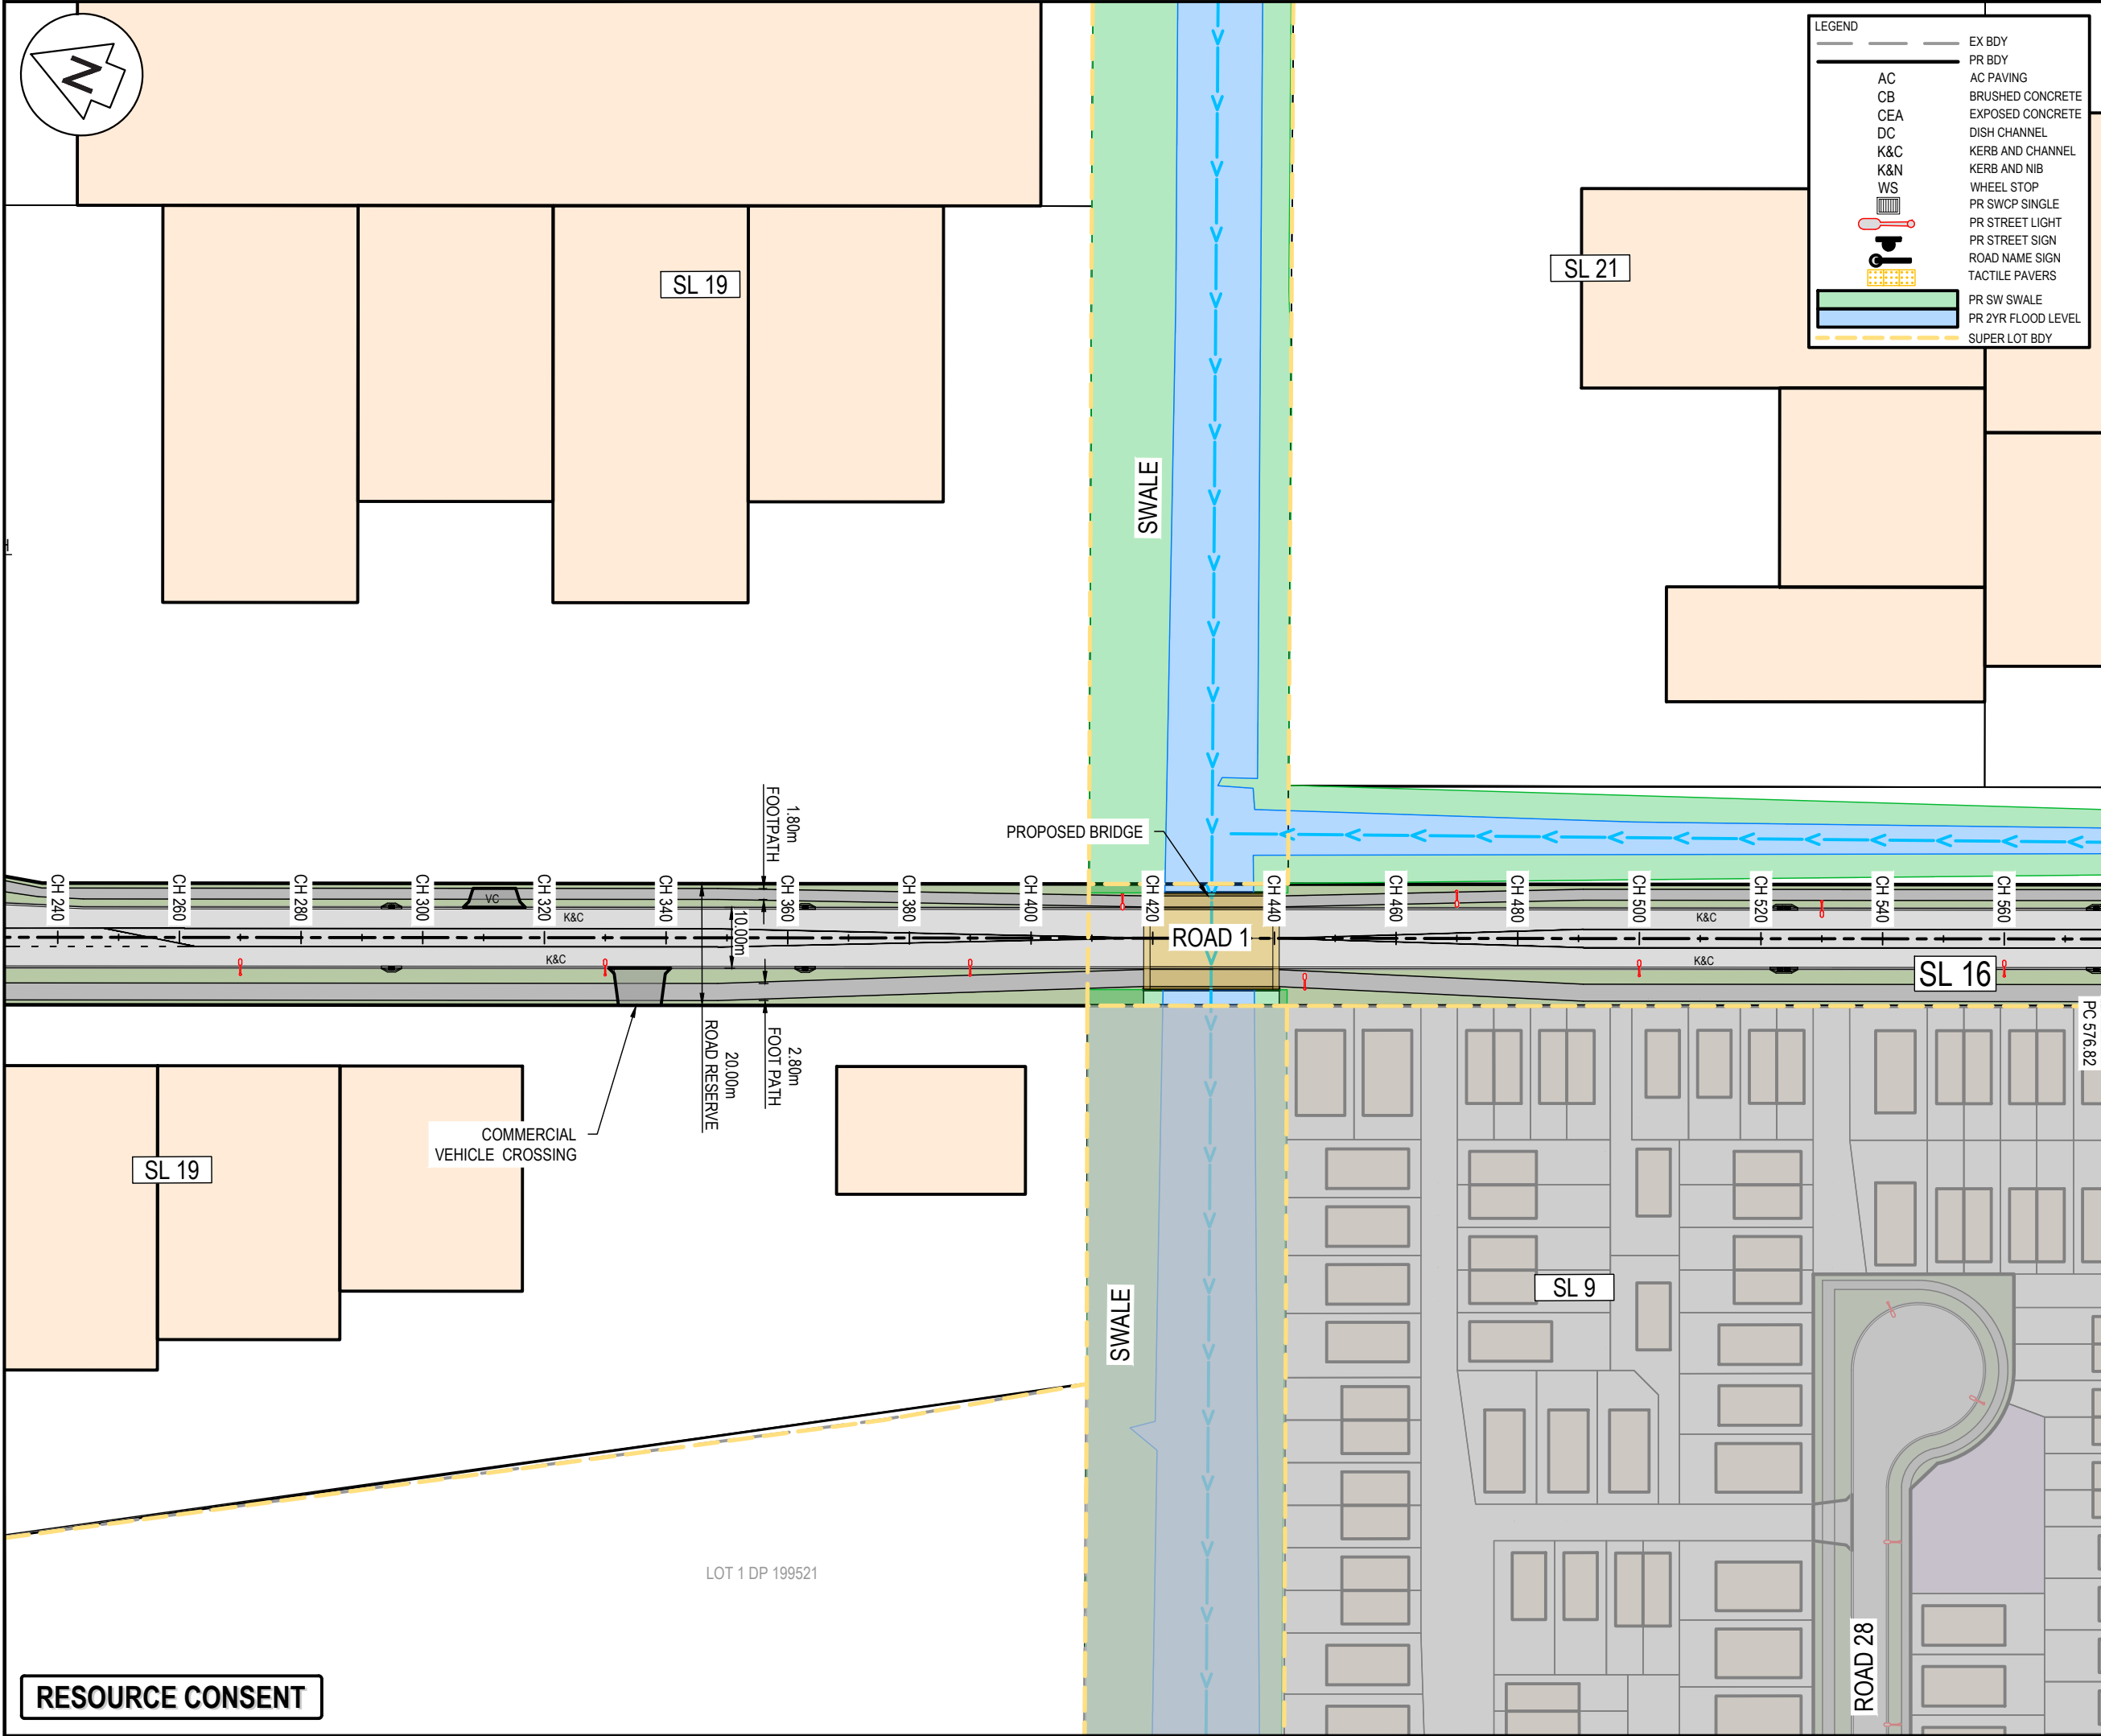 N
LEGEND
EX BDY
PR BDY
AC AC PAVING
CB BRUSHED CONCRETE
CEA EXPOSED CONCRETE
DC DISH CHANNEL
K&C KERB AND CHANNEL
K&N KERB AND NIB
WS WHEEL STOP
PR SWCP SINGLE
PR STREET LIGHT
PR STREET SIGN
ROAD NAME SIGN
TACTILE PAVERS
PR SW SWALE
PR 2YR FLOOD LEVEL
SUPER LOT BDY
SL 19
SL 21
SWALE
1.80m
FOOTPATH
PROPOSED BRIDGE
CH 240
CH 260
CH 280
CH 300
CH 320
CH 340
CH 360
CH 380
CH 400
CH 420
CH 440
CH 460
CH 480
CH 500
CH 520
CH 540
CH 560
VC
K&C
K&C
10.00m
ROAD 1
K&C
K&C
SL 16
PC 576.82
20.00m
ROAD RESERVE
2.80m
FOOT PATH
COMMERCIAL
VEHICLE CROSSING
SL 19
SWALE
SL 9
LOT 1 DP 199521
ROAD 28
RESOURCE CONSENT